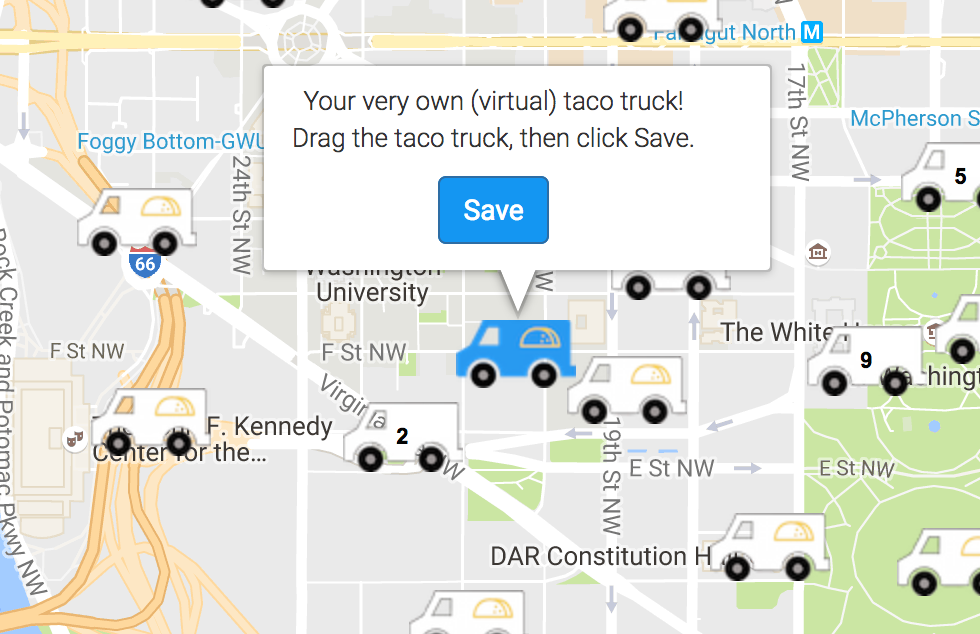 Farragut North M
17th St NW
Your very own (virtual) taco truck!
Drag the taco truck, then click Save.
McPherson S
Foggy Bottom-GWU
24th St NW
5
Save
66
Washington
University
NW
Rock Creek and Potomac Pkwy NW
The White H
F St NW
F St NW
9
Washingt
Virginia
NW
F. Kennedy
Center for the...
2
19th St NW
E St NW
E St NW
DAR Constitution H